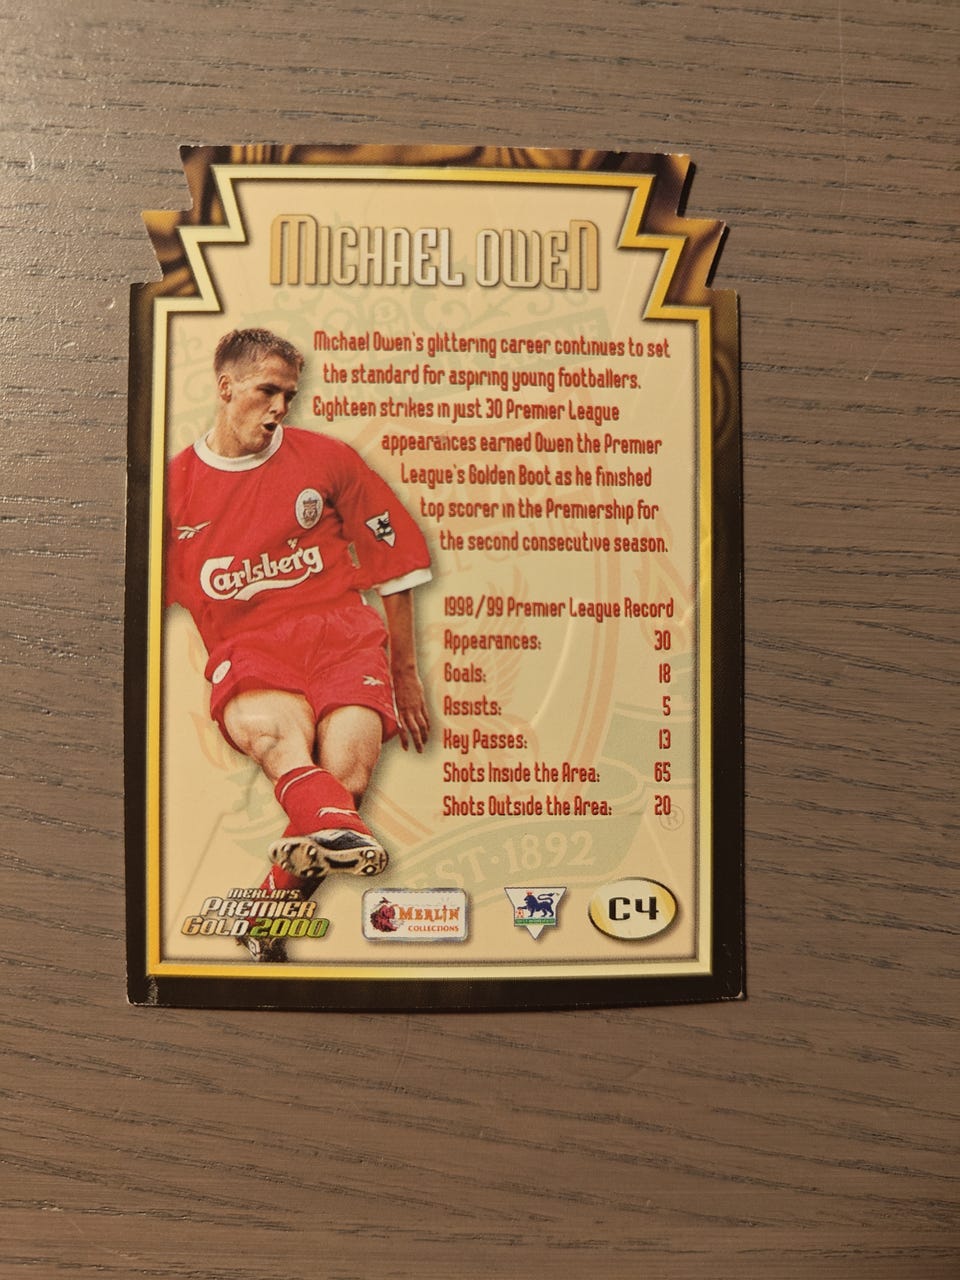 MICHAEL OWEN
Michael Owen's glittering career continues to set
the standard for aspiring young footballers.
Eighteen strikes in just 30 Premier League
appearances earned Owen the Premier
League's Golden Boot as he finished
top scorer in the Premiership for
the second consecutive season.
1998/99 Premier League Record
Appearances: 30
Goals: 18
Assists: 5
Key Passes: 13
Shots Inside the Area: 65
Shots Outside the Area: 20
Carlsberg
EST·1892
®
MERLIN'S
PREMIER
GOLD 2000
MERLIN
COLLECTIONS
C4